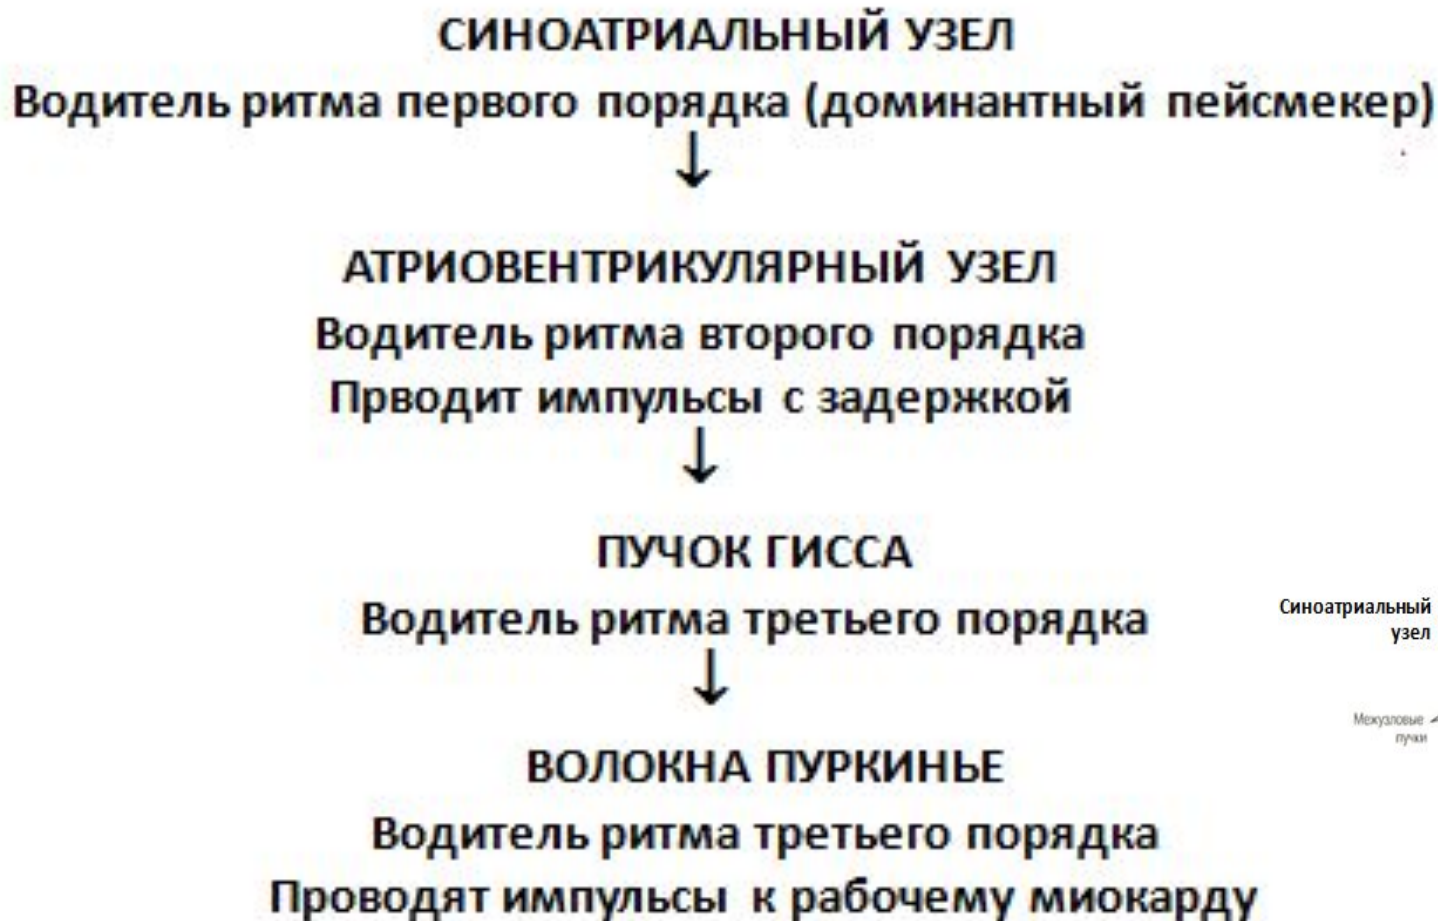 СИНОАТРИАЛЬНЫЙ УЗЕЛ
Водитель ритма первого порядка (доминантный пейсмекер)
↓
АТРИОВЕНТРИКУЛЯРНЫЙ УЗЕЛ
Водитель ритма второго порядка
Прводит импульсы с задержкой
↓
ПУЧОК ГИССА
Водитель ритма третьего порядка
↓
ВОЛОКНА ПУРКИНЬЕ
Водитель ритма третьего порядка
Проводят импульсы к рабочему миокарду
Синоатриальный
узел
Межузловые
пучки